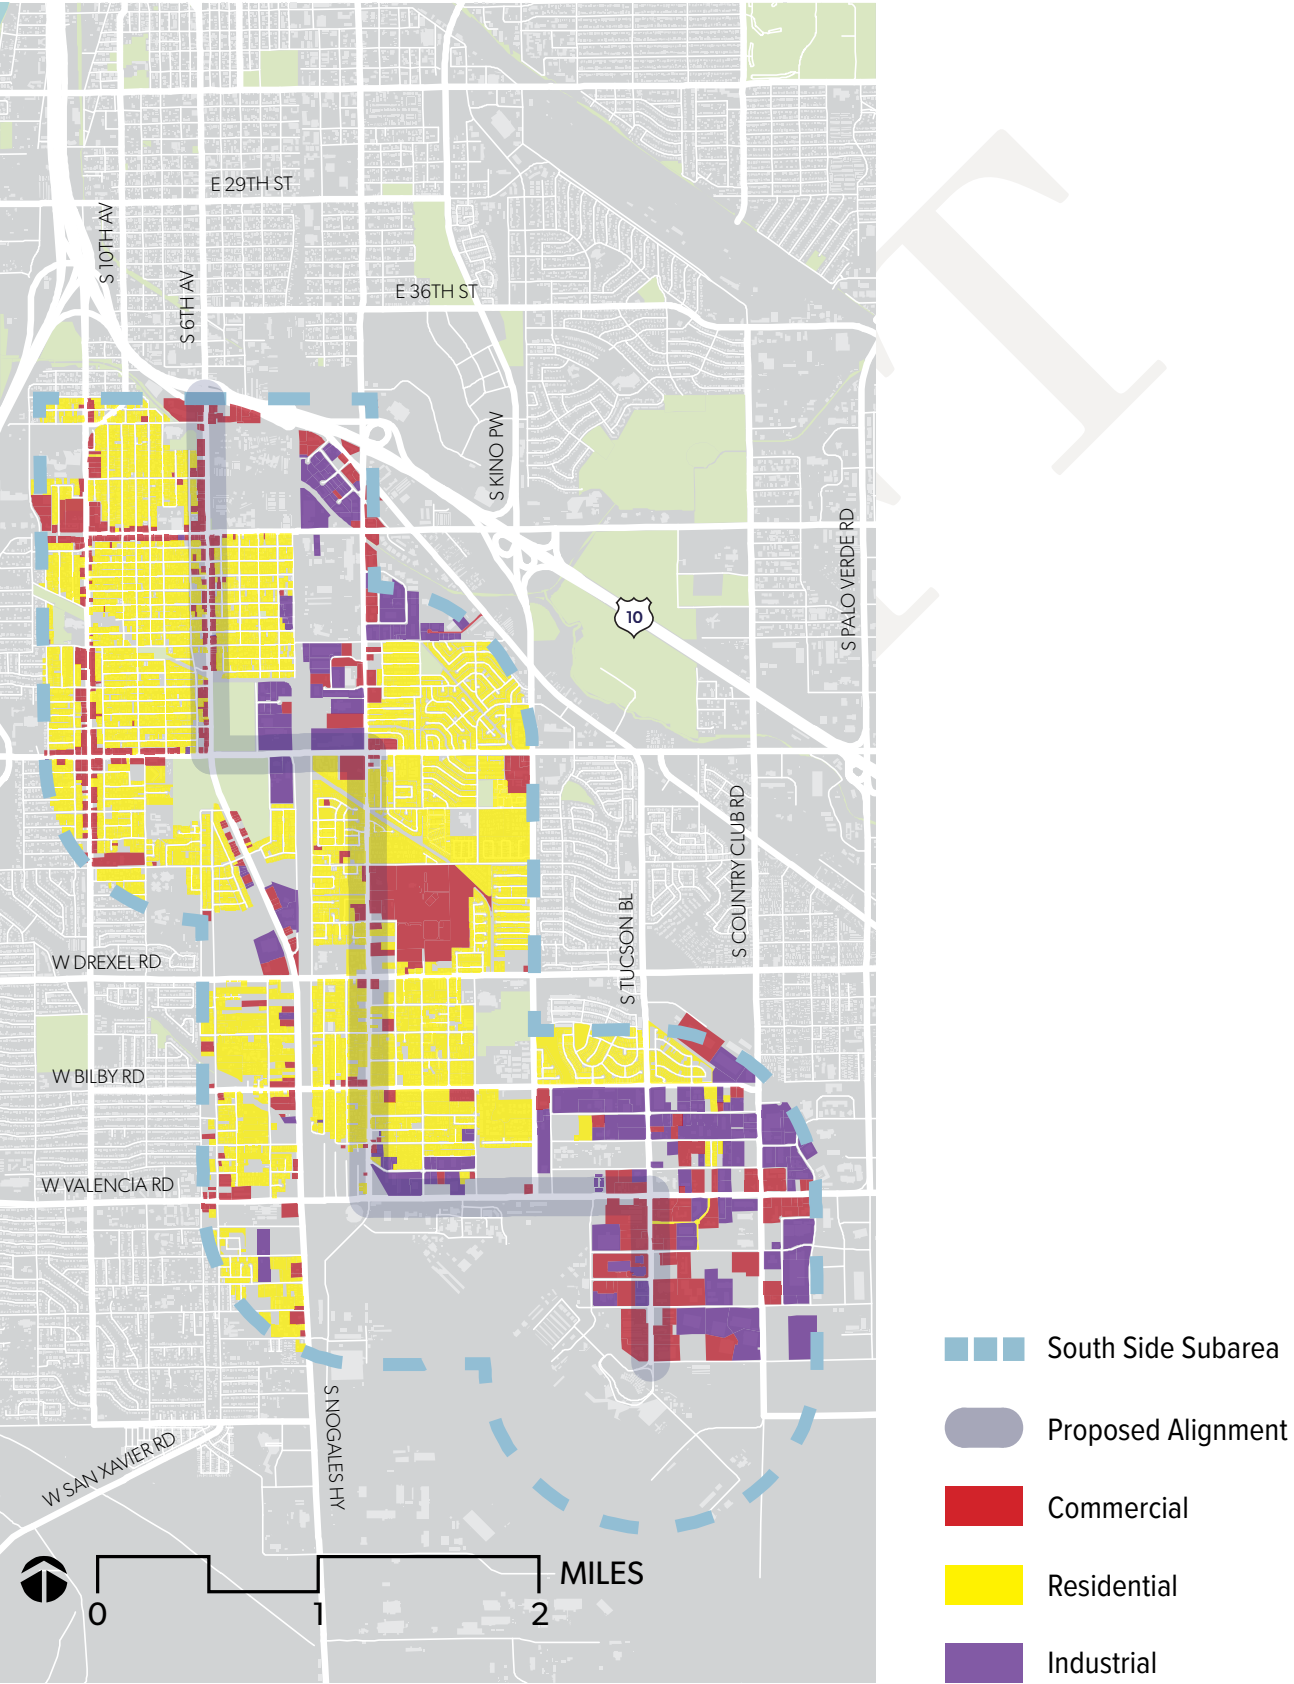 E 29TH ST
S 10TH AV
S 6TH AV
E 36TH ST
S KINO PW
S PALO VERDE RD
10
S COUNTRY CLUB RD
S TUCSON BL
W DREXEL RD
W BILBY RD
W VALENCIA RD
S NOGALES HY
W SAN XAVIER RD
MILES
0
1
2
South Side Subarea
Proposed Alignment
Commercial
Residential
Industrial
T